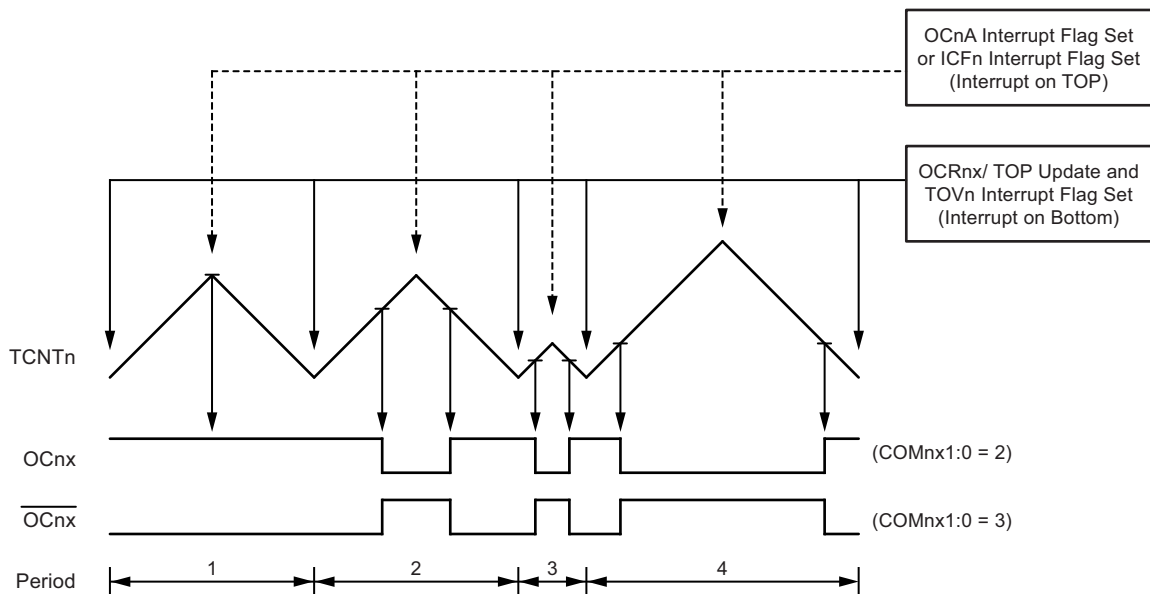 OCnA Interrupt Flag Set
or ICFn Interrupt Flag Set
(Interrupt on TOP)
OCRnx/ TOP Update and
TOVn Interrupt Flag Set
(Interrupt on Bottom)
TCNTn
OCnx
(COMnx1:0 = 2)
OCnx
(COMnx1:0 = 3)
Period
1
2
3
4